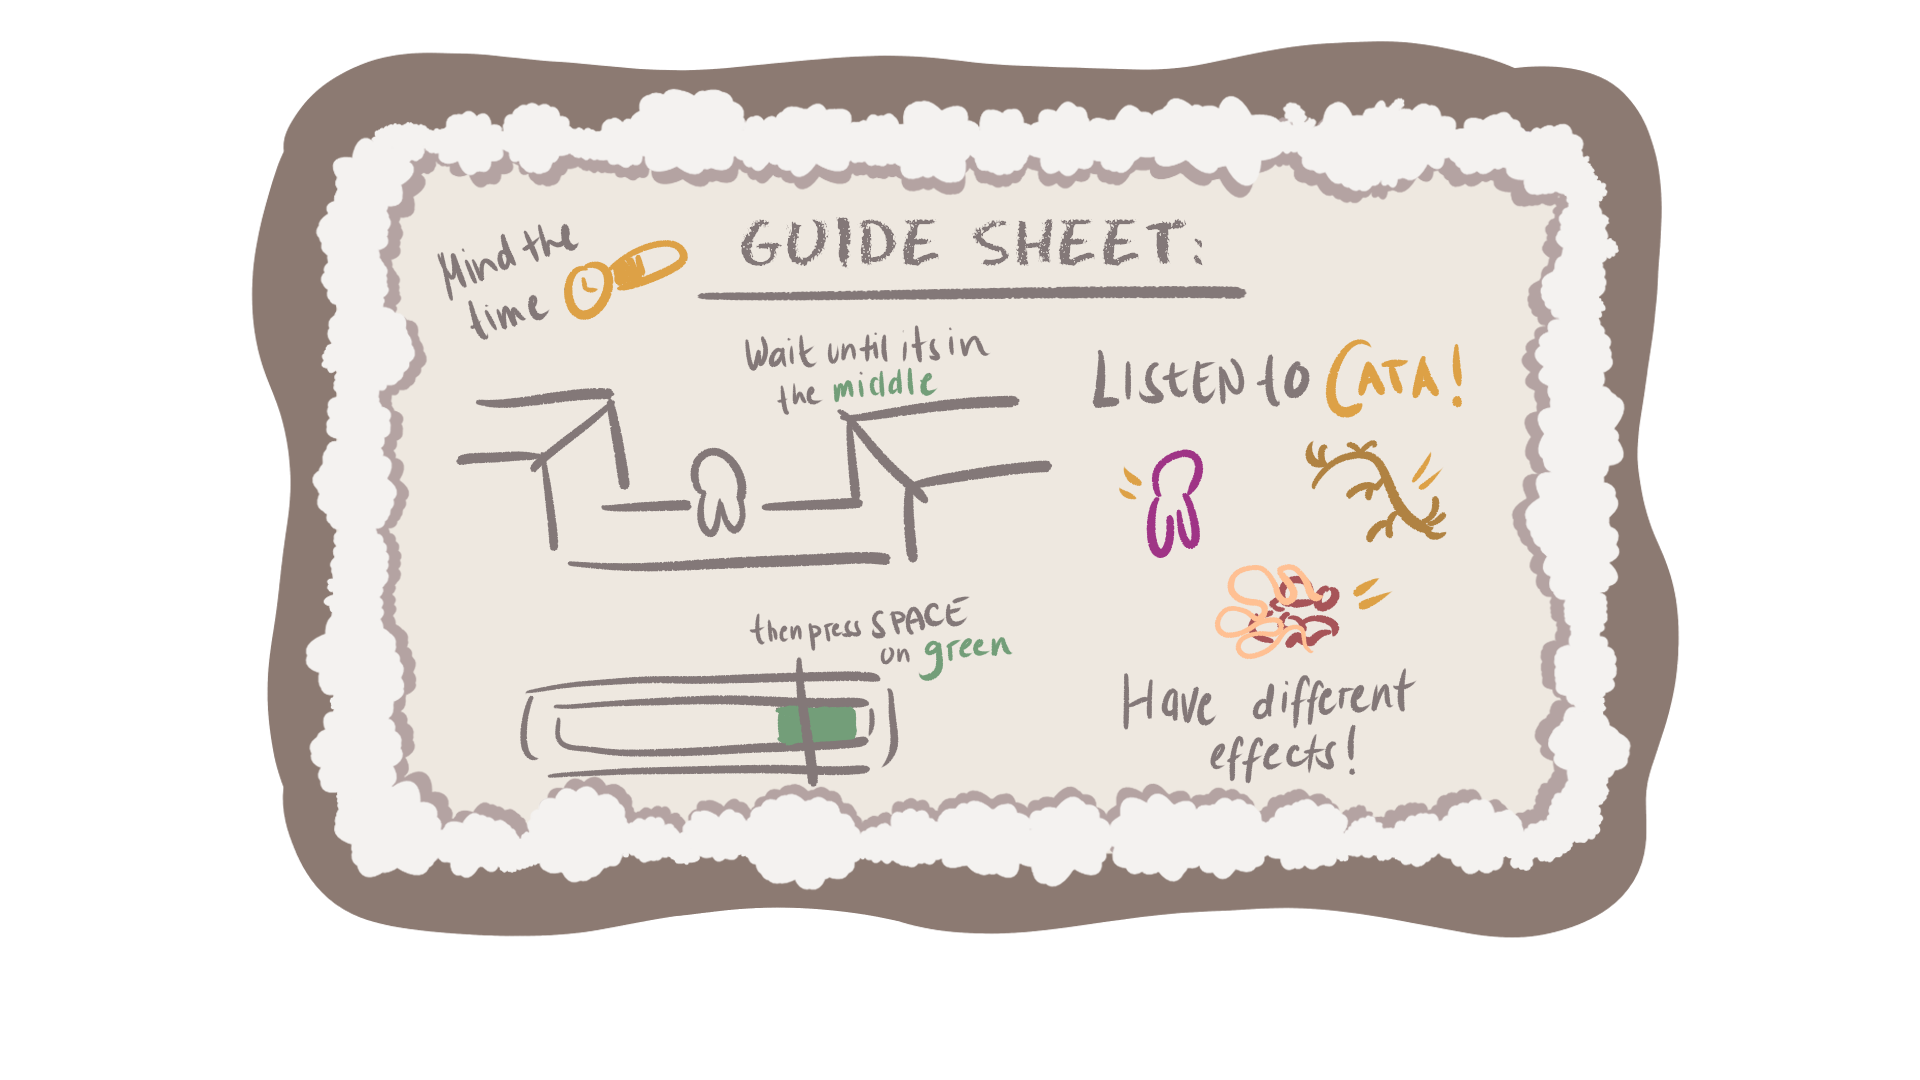 GUIDE SHEET:
Mind the
time
Wait until its in
the middle
then press SPACE
on green
LISTEN to CATA!
Have different
effects!